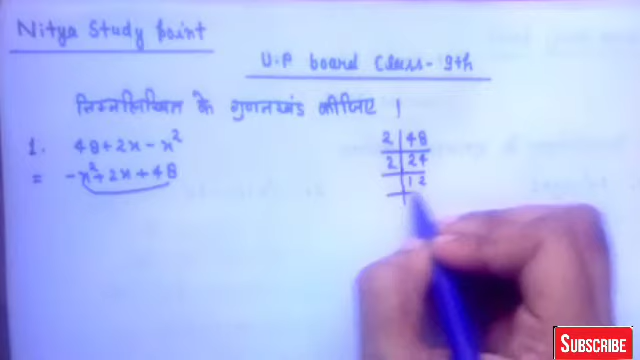 Nitya Study point
U.P board Class-9th
निम्नलिखित के गुणनखंड कीजिए ।
1. 48+2x-x²
= -x²+2x+48
2 | 48
2 | 24
12
SUBSCRIBE